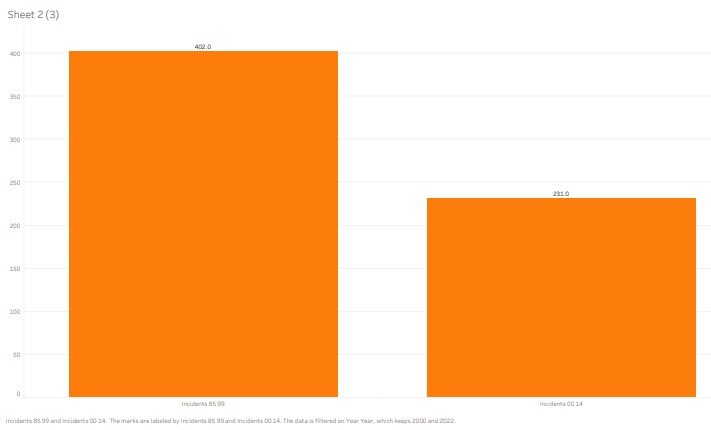 Sheet 2 (3)
402.0
400
350
300
250
231.0
200
150
100
50
0
Incidents 85 99
Incidents 00 14
Incidents 85 99 and Incidents 00 14. The marks are labeled by Incidents 85 99 and Incidents 00 14. The data is filtered on Year Year, which keeps 2000 and 2022.